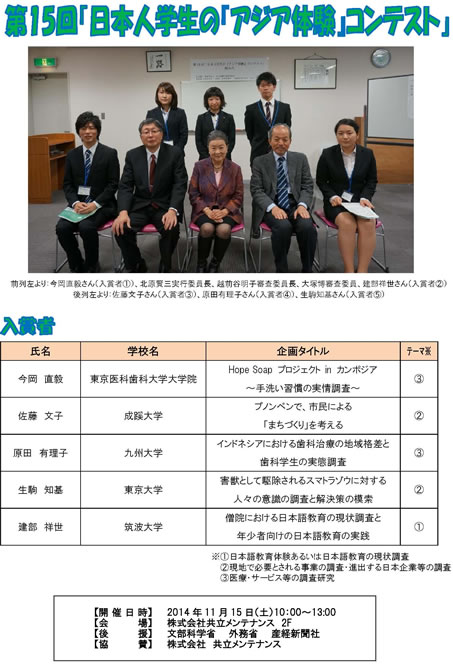 第15回「日本人学生の「アジア体験」コンテスト」
一路
前列左より:今岡直毅さん(入賞者①)、北原賢三実行委員長、越前谷明子審査委員長、大塚博審査委員、建部祥世さん(入賞者②)
後列左より:佐藤文子さん(入賞者③)、原田有理子さん(入賞者④)、生駒知基さん(入賞者⑤)
入賞者
氏名 学校名 企画タイトル テーマ※
今岡 直毅 東京医科歯科大学大学院 Hope Soap プロジェクト in カンボジア ③
~手洗い習慣の実情調査~
佐藤 文子 成蹊大学 プノンペンで、市民による ②
「まちづくり」を考える
原田 有理子 九州大学 インドネシアにおける歯科治療の地域格差と ③
歯科学生の実態調査
生駒 知基 東京大学 害獣として駆除されるスマトラゾウに対する ②
人々の意識の調査と解決策の模索
建部 祥世 筑波大学 僧院における日本語教育の現状調査と ①
年少者向けの日本語教育の実践
※①日本語教育体験あるいは日本語教育の現状調査
②現地で必要とされる事業の調査・進出する日本企業等の調査
③医療・サービス等の調査研究
【開催日時】 2014年11月15日(土)10:00~13:00
【会 場】 株式会社共立メンテナンス 2F
【後 援】 文部科学省 外務省 産経新聞社
【協 賛】 株式会社 共立メンテナンス